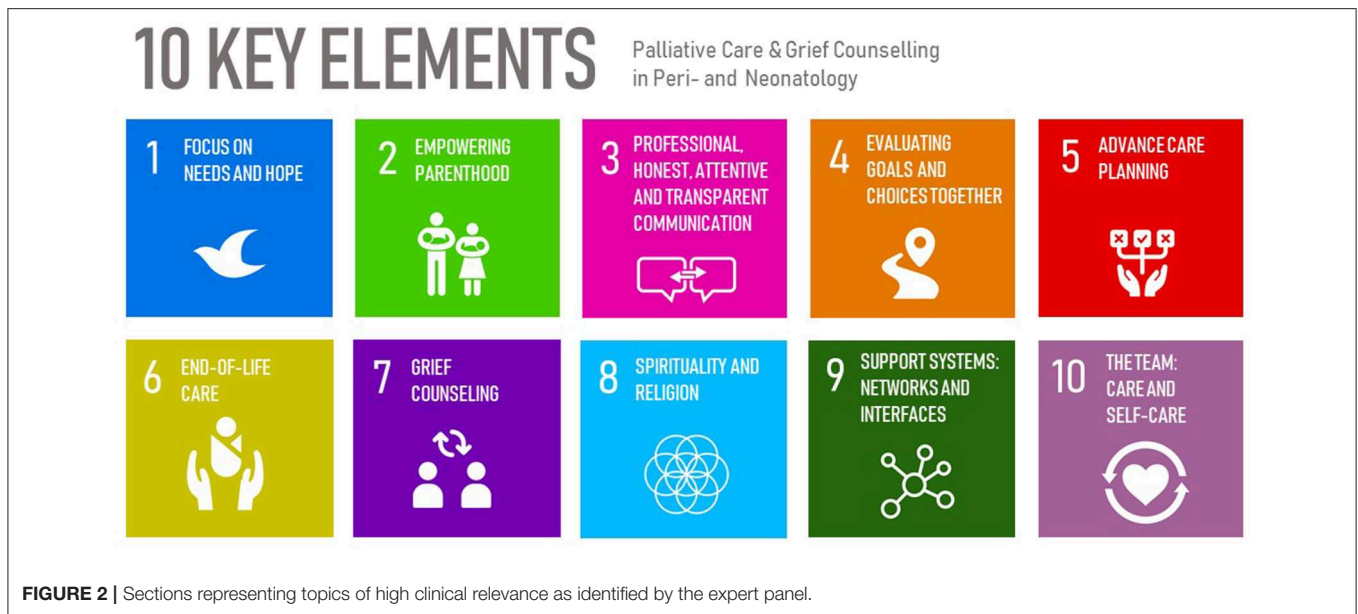 10 KEY ELEMENTS
Palliative Care & Grief Counselling
in Peri- and Neonatology
1
FOCUS ON
NEEDS AND HOPE
2
EMPOWERING
PARENTHOOD
3
PROFESSIONAL,
HONEST, ATTENTIVE
AND TRANSPARENT
COMMUNICATION
4
EVALUATING
GOALS AND
CHOICES TOGETHER
5
ADVANCE CARE
PLANNING
6
END-OF-LIFE
CARE
7
GRIEF
COUNSELING
8
SPIRITUALITY AND
RELIGION
9
SUPPORT SYSTEMS:
NETWORKS AND
INTERFACES
10
THE TEAM:
CARE AND
SELF-CARE
FIGURE 2 | Sections representing topics of high clinical relevance as identified by the expert panel.